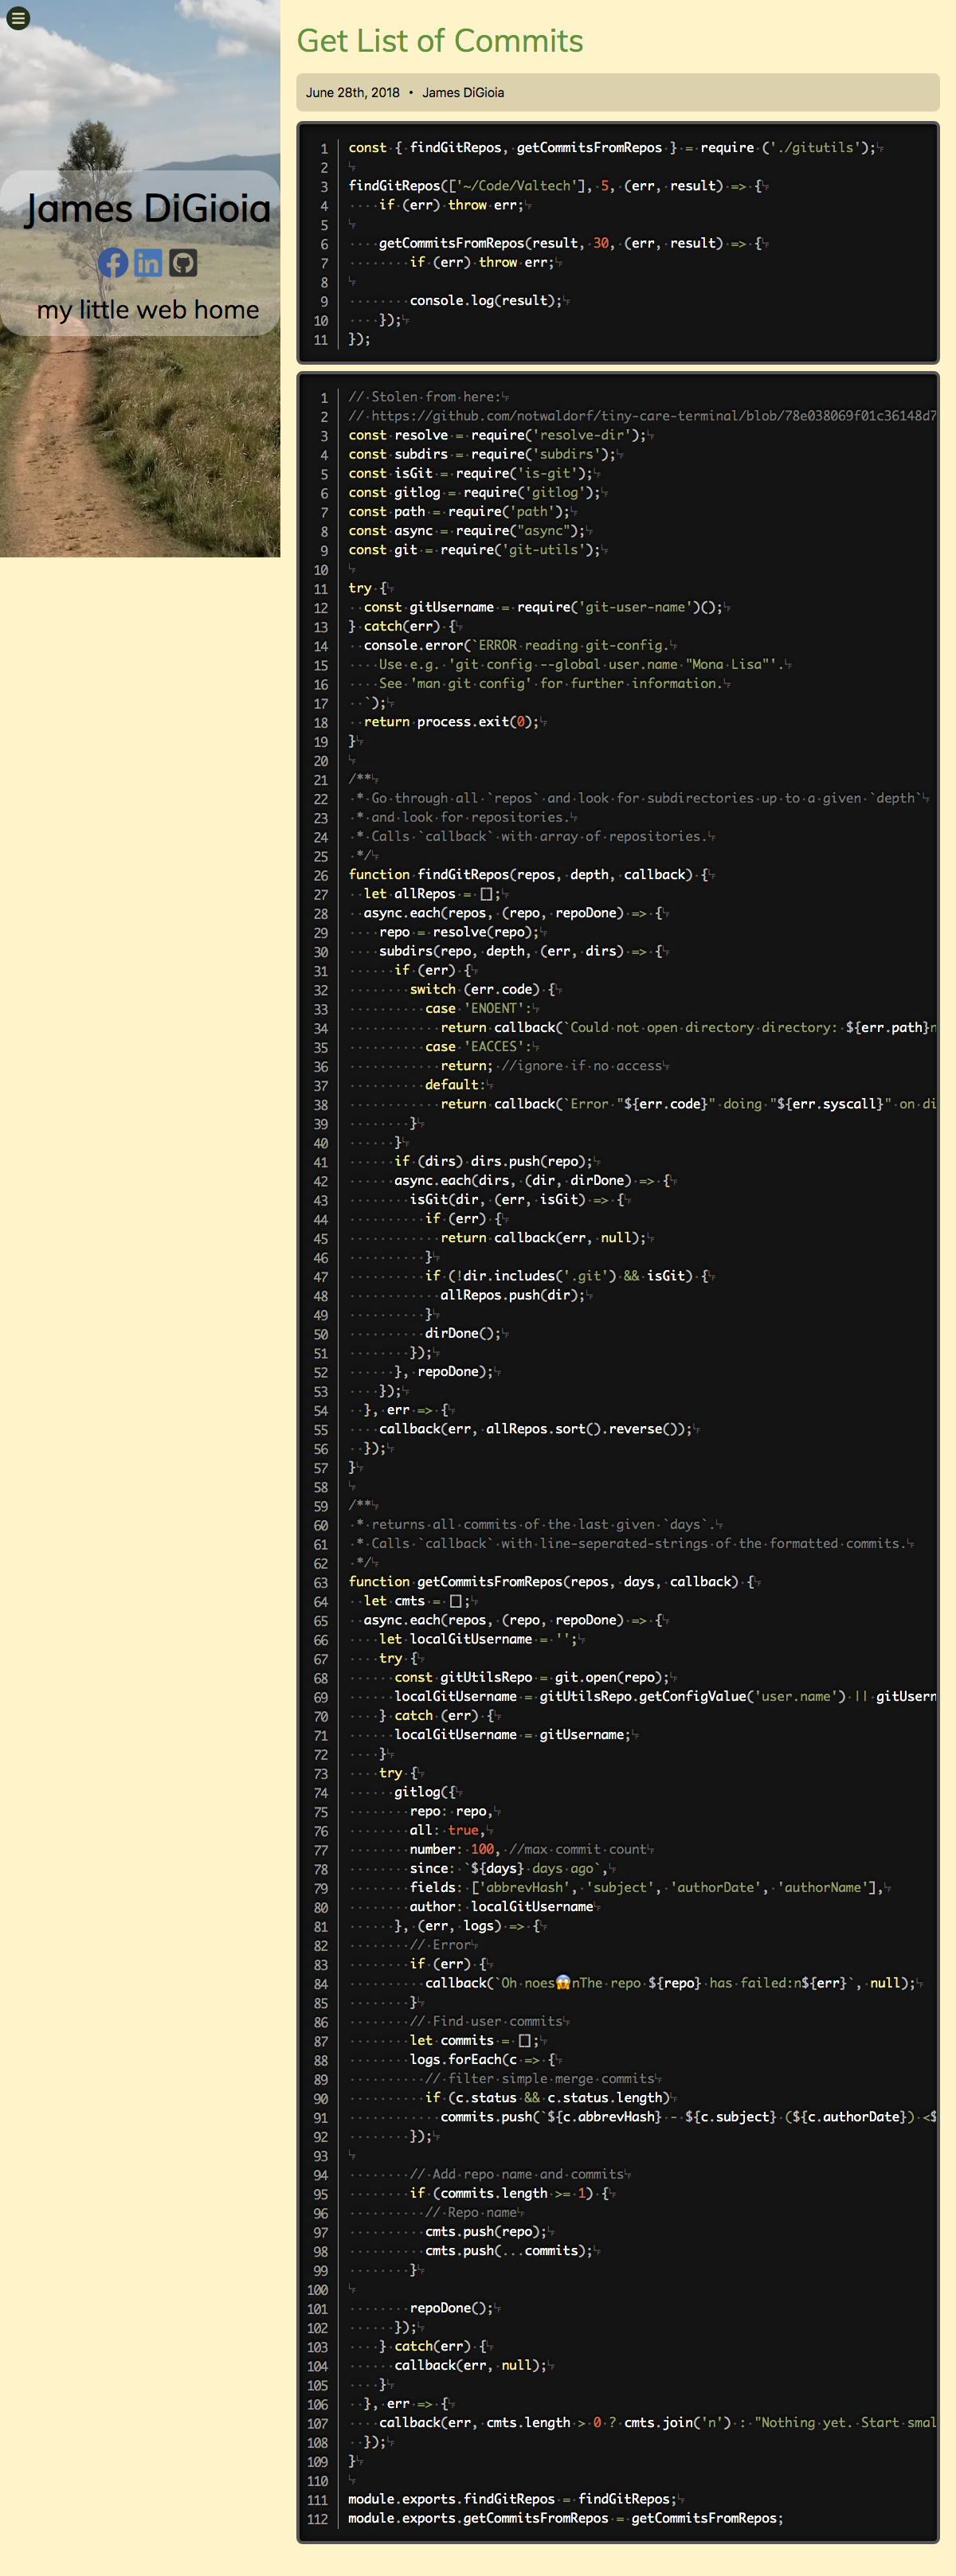 James DiGioia
my little web home
Get List of Commits
June 28th, 2018 • James DiGioia
1 const { findGitRepos, getCommitsFromRepos } = require ('./gitutils');
2
3 findGitRepos(['~/Code/Valtech'], 5, (err, result) => {
4     if (err) throw err;
5
6     getCommitsFromRepos(result, 30, (err, result) => {
7         if (err) throw err;
8
9         console.log(result);
10     });
11 });
1 // Stolen from here:
2 // https://github.com/notwaldorf/tiny-care-terminal/blob/78e038069f01c36148d7
3 const resolve = require('resolve-dir');
4 const subdirs = require('subdirs');
5 const isGit = require('is-git');
6 const gitlog = require('gitlog');
7 const path = require('path');
8 const async = require("async");
9 const git = require('git-utils');
10
11 try {
12   const gitUsername = require('git-user-name')();
13 } catch(err) {
14   console.error(`ERROR reading git-config.
15     Use e.g. 'git config --global user.name "Mona Lisa"'.
16     See 'man git config' for further information.
17   `);
18   return process.exit(0);
19 }
20
21 /**
22  * Go through all `repos` and look for subdirectories up to a given `depth`
23  * and look for repositories.
24  * Calls `callback` with array of repositories.
25  */
26 function findGitRepos(repos, depth, callback) {
27   let allRepos = [];
28   async.each(repos, (repo, repoDone) => {
29     repo = resolve(repo);
30     subdirs(repo, depth, (err, dirs) => {
31       if (err) {
32         switch (err.code) {
33           case 'ENOENT':
34             return callback(`Could not open directory directory: ${err.path}n
35           case 'EACCES':
36             return; //ignore if no access
37           default:
38             return callback(`Error "${err.code}" doing "${err.syscall}" on di
39         }
40       }
41       if (dirs) dirs.push(repo);
42       async.each(dirs, (dir, dirDone) => {
43         isGit(dir, (err, isGit) => {
44           if (err) {
45             return callback(err, null);
46           }
47           if (!dir.includes('.git') && isGit) {
48             allRepos.push(dir);
49           }
50           dirDone();
51         });
52       }, repoDone);
53     });
54   }, err => {
55     callback(err, allRepos.sort().reverse());
56   });
57 }
58
59 /**
60  * returns all commits of the last given `days`.
61  * Calls `callback` with line-seperated-strings of the formatted commits.
62  */
63 function getCommitsFromRepos(repos, days, callback) {
64   let cmts = [];
65   async.each(repos, (repo, repoDone) => {
66     let localGitUsername = '';
67     try {
68       const gitUtilsRepo = git.open(repo);
69       localGitUsername = gitUtilsRepo.getConfigValue('user.name') || gitUsern
70     } catch (err) {
71       localGitUsername = gitUsername;
72     }
73     try {
74       gitlog({
75         repo: repo,
76         all: true,
77         number: 100, //max commit count
78         since: `${days} days ago`,
79         fields: ['abbrevHash', 'subject', 'authorDate', 'authorName'],
80         author: localGitUsername
81       }, (err, logs) => {
82         // Error
83         if (err) {
84           callback(`Oh noes😱nThe repo ${repo} has failed:n${err}`, null);
85         }
86         // Find user commits
87         let commits = [];
88         logs.forEach(c => {
89           // filter simple merge commits
90           if (c.status && c.status.length)
91             commits.push(`${c.abbrevHash} - ${c.subject} (${c.authorDate}) <$
92         });
93
94         // Add repo name and commits
95         if (commits.length >= 1) {
96           // Repo name
97           cmts.push(repo);
98           cmts.push(...commits);
99         }
100
101         repoDone();
102       });
103     } catch(err) {
104       callback(err, null);
105     }
106   }, err => {
107     callback(err, cmts.length > 0 ? cmts.join('n') : "Nothing yet. Start smal
108   });
109 }
110
111 module.exports.findGitRepos = findGitRepos;
112 module.exports.getCommitsFromRepos = getCommitsFromRepos;